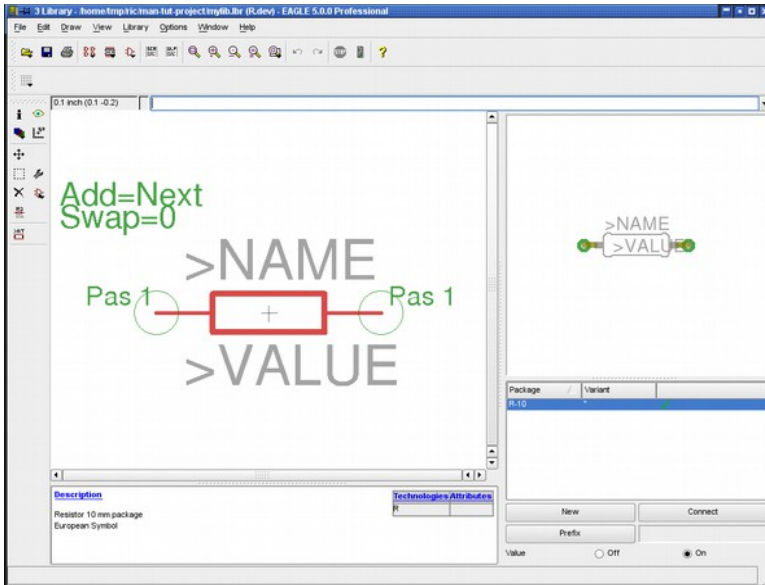 3 Library - /home/tmp/ric/man-tut-project/mylib.lbr (R.dev) - EAGLE 5.0.0 Professional
File Edit Draw View Library Options Window Help
0.1 inch (0.1 -0.2)
Add=Next
Swap=0
>NAME
Pas 1 Pas 1
>VALUE
>NAME
>VALUE
Package Variant
R-10 "
Description
Resistor 10 mm package
European Symbol
Technologies Attributes
R
New Connect
Prefix
Value Off On